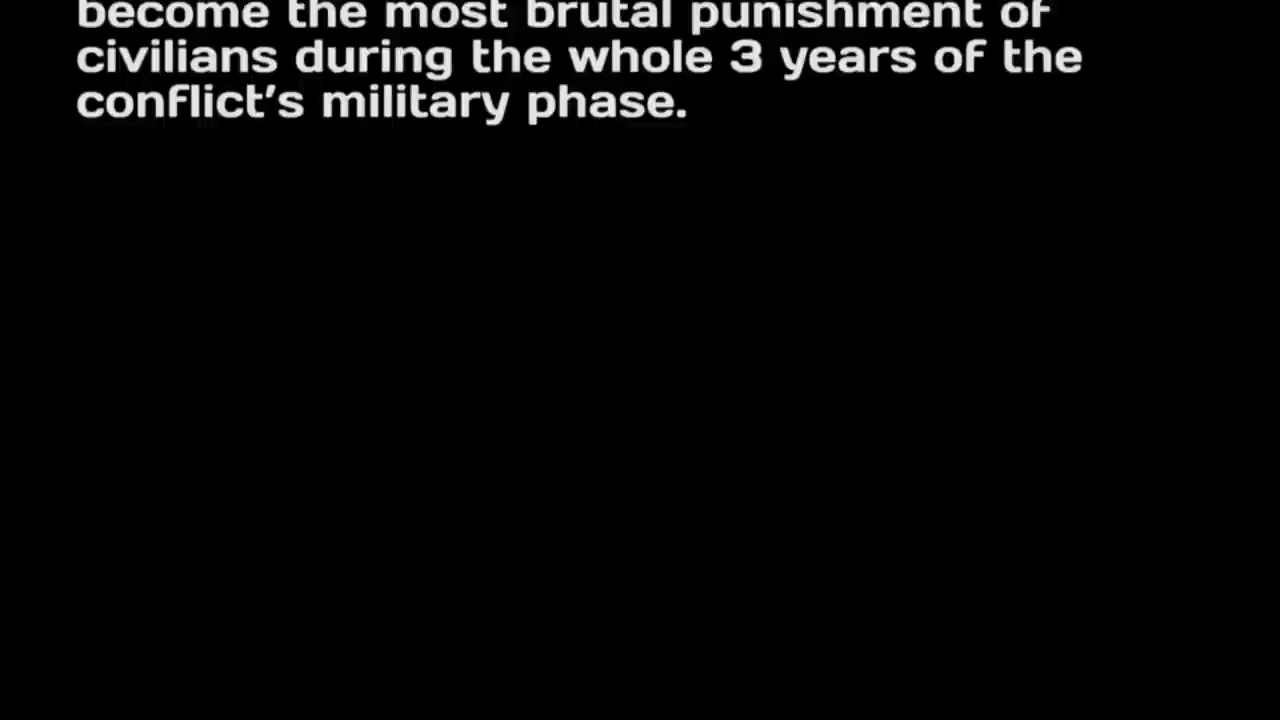 become the most brutal punishment of
civilians during the whole 3 years of the
conflict's military phase.